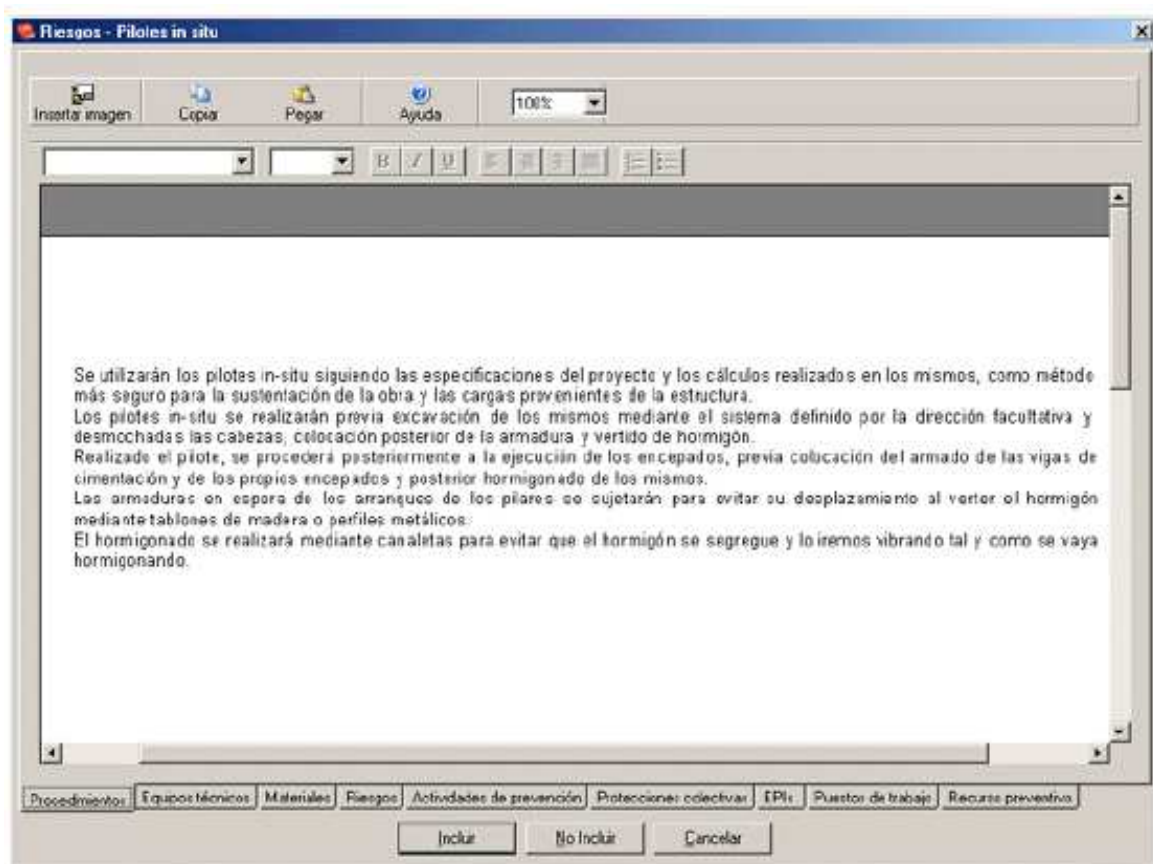 Riesgos - Pilotes in situ
Insertar imagen Copiar Pegar Ayuda 100%
B I U
Se utilizarán los pilotes in-situ siguiendo las especificaciones del proyecto y los cálculos realizados en los mismos, como método
más seguro para la sustentación de la obra y las cargas provenientes de la estructura.
Los pilotes in-situ se realizarán previa excavación de los mismos mediante el sistema definido por la dirección facultativa y
desmochadas las cabezas, colocación posterior de la armadura y vertido de hormigón.
Realizado el pilote, se procederá posteriormente a la ejecución de los encepados, previa colocación del armado de las vigas de
cimentación y de los propios encepados y posterior hormigonado de los mismos.
Las armaduras en espera de los arranques de los pilares se sujetarán para evitar su desplazamiento al verter el hormigón
mediante tablones de madera o perfiles metálicos.
El hormigonado se realizará mediante canaletas para evitar que el hormigón se segregue y lo iremos vibrando tal y como se vaya
hormigonando.
Procedimientos Equipos técnicos Materiales Riesgos Actividades de prevención Protecciones colectivas EPIs Puestos de trabajo Recurso preventivo
Incluir No Incluir Cancelar